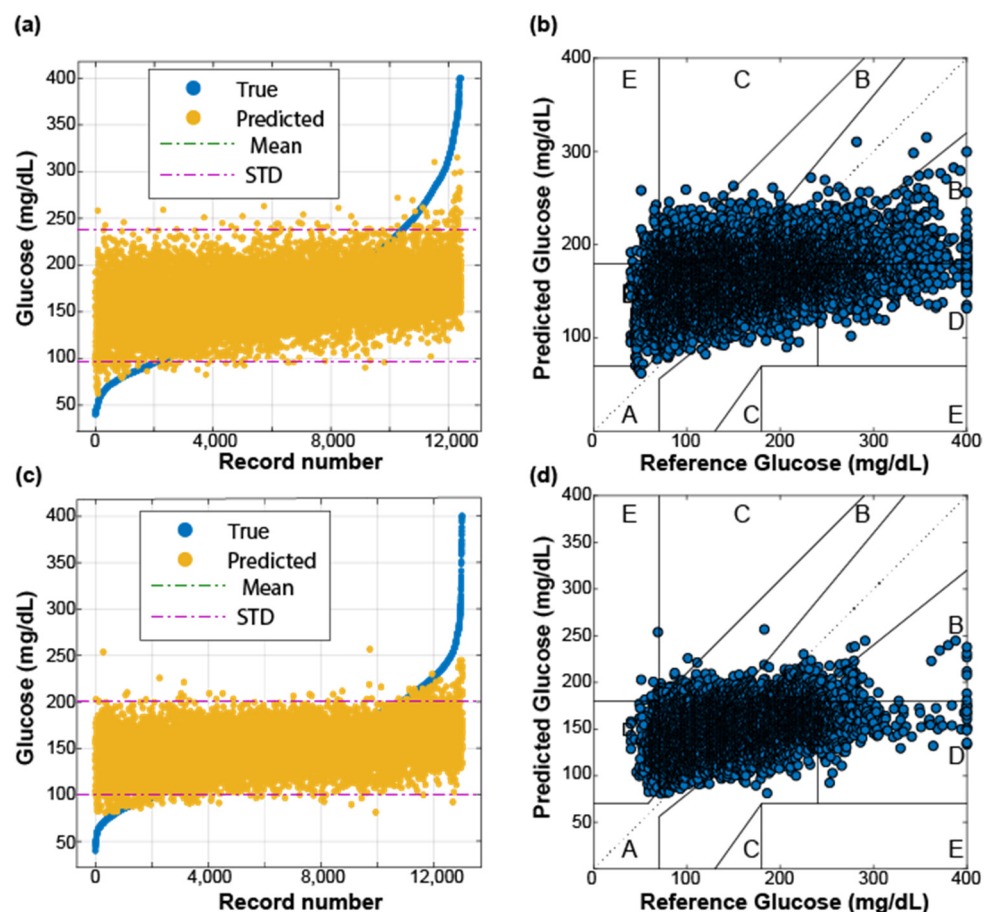 (a)
Glucose (mg/dL)
400
350
300
250
200
150
100
50
True
Predicted
Mean
STD
0
4,000
8,000
12,000
Record number
(b)
Predicted Glucose (mg/dL)
400
300
200
100
E
C
B
B
D
A
C
E
0
100
200
300
400
Reference Glucose (mg/dL)
(c)
Glucose (mg/dL)
400
350
300
250
200
150
100
50
True
Predicted
Mean
STD
0
4,000
8,000
12,000
Record number
(d)
Predicted Glucose (mg/dL)
400
350
300
250
200
150
100
50
E
C
B
B
D
A
C
E
0
100
200
300
400
Reference Glucose (mg/dL)